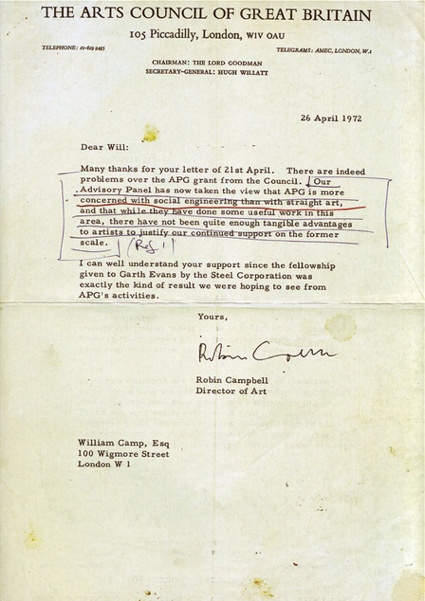 THE ARTS COUNCIL OF GREAT BRITAIN
105 Piccadilly, London, W1V 0AU
TELEPHONE: 01-629 9495
TELEGRAMS: AMEC, LONDON, W.1
CHAIRMAN: THE LORD GOODMAN
SECRETARY-GENERAL: HUGH WILLATT
26 April 1972
Dear Will:
Many thanks for your letter of 21st April. There are indeed
problems over the APG grant from the Council. Our
Advisory Panel has now taken the view that APG is more
concerned with social engineering than with straight art,
and that while they have done some useful work in this
area, there have not been quite enough tangible advantages
to artists to justify our continued support on the former
scale. (Ref 1)
I can well understand your support since the fellowship
given to Garth Evans by the Steel Corporation was
exactly the kind of result we were hoping to see from
APG's activities.
Yours,
Robin Campbell
Director of Art
William Camp, Esq
100 Wigmore Street
London W 1